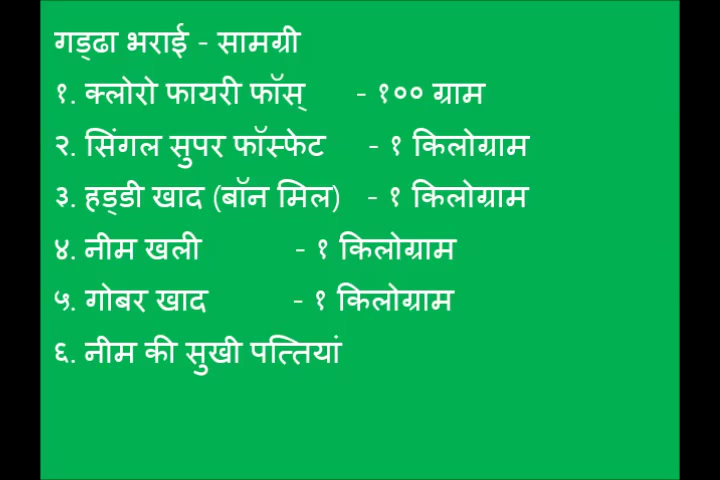 गड्ढा भराई - सामग्री
१. क्लोरो फायरी फॉस् - १०० ग्राम
२. सिंगल सुपर फॉस्फेट - १ किलोग्राम
३. हड्डी खाद (बॉन मिल) - १ किलोग्राम
४. नीम खली - १ किलोग्राम
५. गोबर खाद - १ किलोग्राम
६. नीम की सुखी पत्तियां